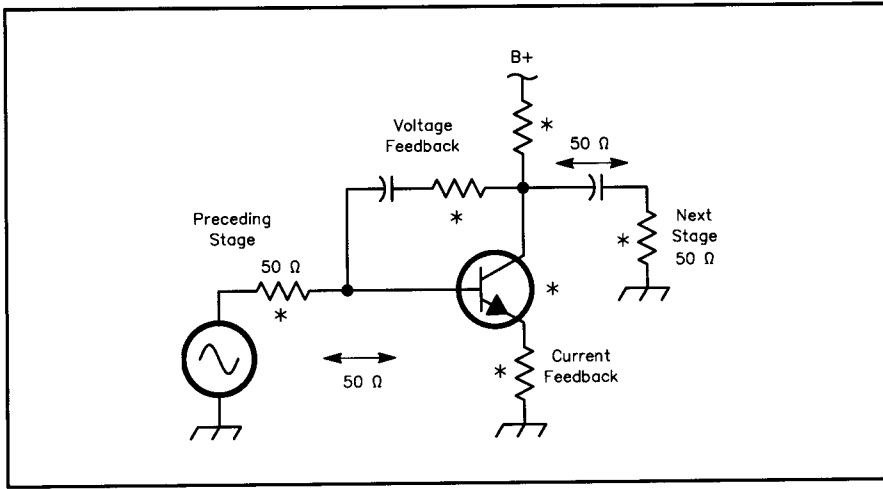 B+
*
Voltage
Feedback
50 Ω
*
Preceding
Stage
50 Ω
*
*
Next
Stage
50 Ω
*
50 Ω
*
Current
Feedback